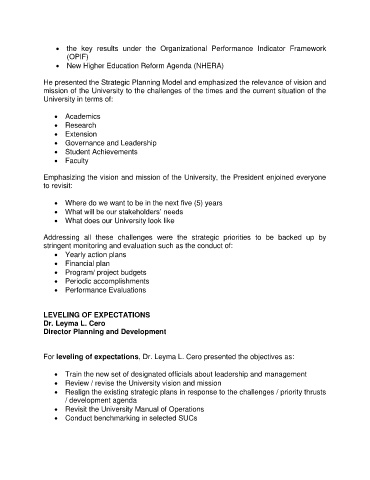 • the key results under the Organizational Performance Indicator Framework
(OPIF)
• New Higher Education Reform Agenda (NHERA)
He presented the Strategic Planning Model and emphasized the relevance of vision and
mission of the University to the challenges of the times and the current situation of the
University in terms of:
• Academics
• Research
• Extension
• Governance and Leadership
• Student Achievements
• Faculty
Emphasizing the vision and mission of the University, the President enjoined everyone
to revisit:
• Where do we want to be in the next five (5) years
• What will be our stakeholders' needs
• What does our University look like
Addressing all these challenges were the strategic priorities to be backed up by
stringent monitoring and evaluation such as the conduct of:
• Yearly action plans
• Financial plan
• Program/ project budgets
• Periodic accomplishments
• Performance Evaluations
LEVELING OF EXPECTATIONS
Dr. Leyma L. Cero
Director Planning and Development
For leveling of expectations, Dr. Leyma L. Cero presented the objectives as:
• Train the new set of designated officials about leadership and management
• Review / revise the University vision and mission
• Realign the existing strategic plans in response to the challenges / priority thrusts
/ development agenda
• Revisit the University Manual of Operations
• Conduct benchmarking in selected SUCs